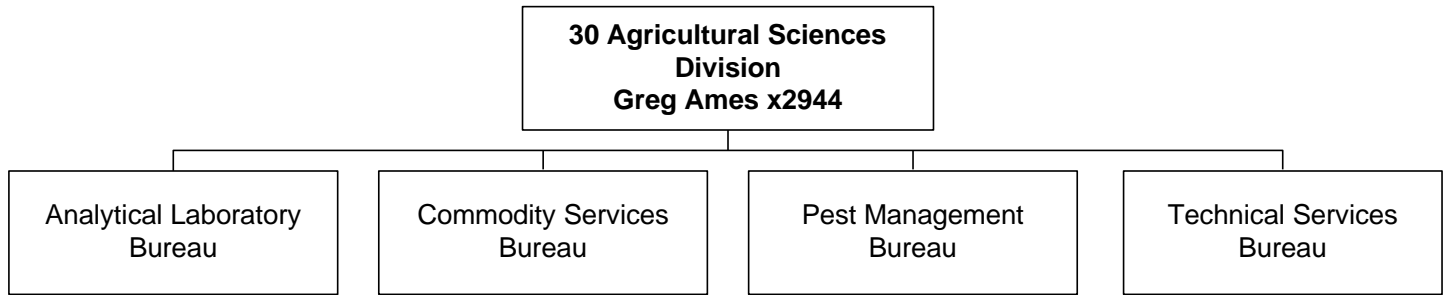 30 Agricultural Sciences
Division
Greg Ames x2944
Analytical Laboratory
Bureau
Commodity Services
Bureau
Pest Management
Bureau
Technical Services
Bureau